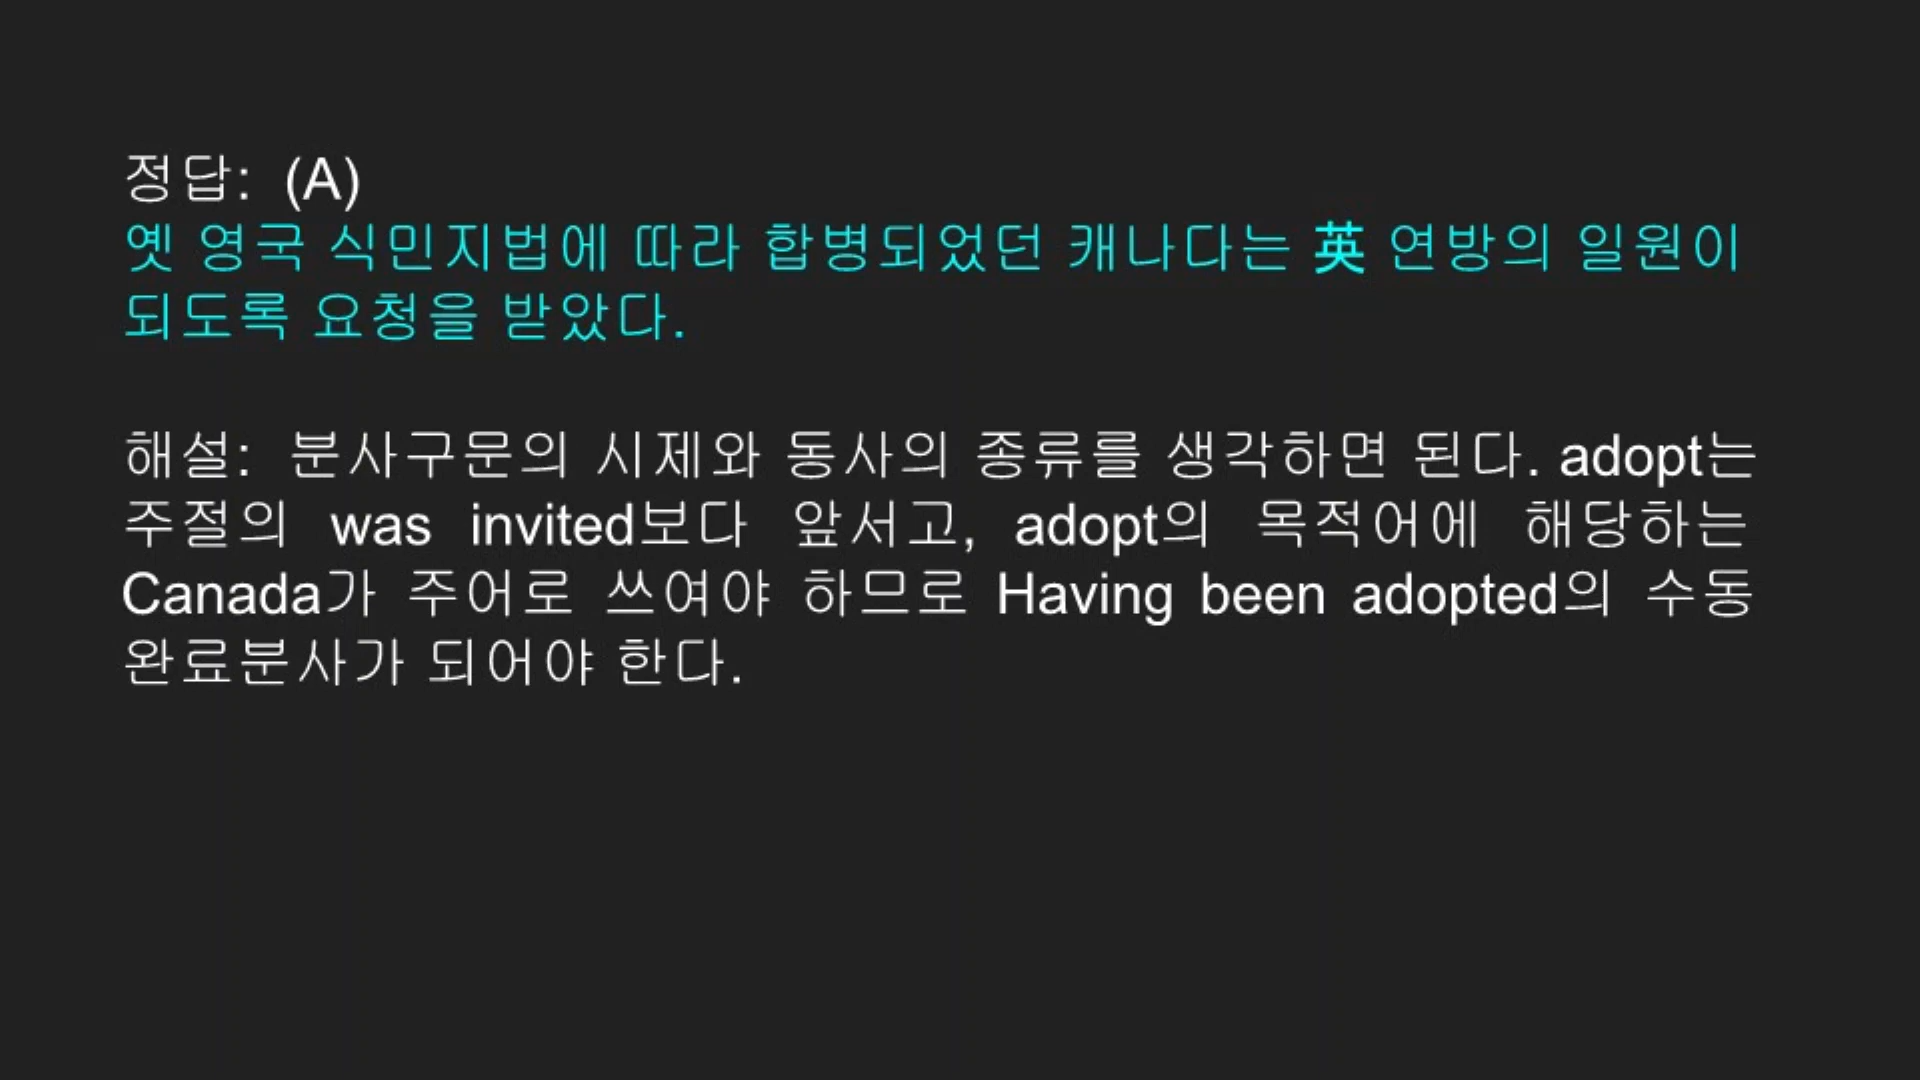 정답: (A)
옛 영국 식민지법에 따라 합병되었던 캐나다는 英 연방의 일원이
되도록 요청을 받았다.
해설: 분사구문의 시제와 동사의 종류를 생각하면 된다. adopt는
주절의 was invited보다 앞서고, adopt의 목적어에 해당하는
Canada가 주어로 쓰여야 하므로 Having been adopted의 수동
완료분사가 되어야 한다.